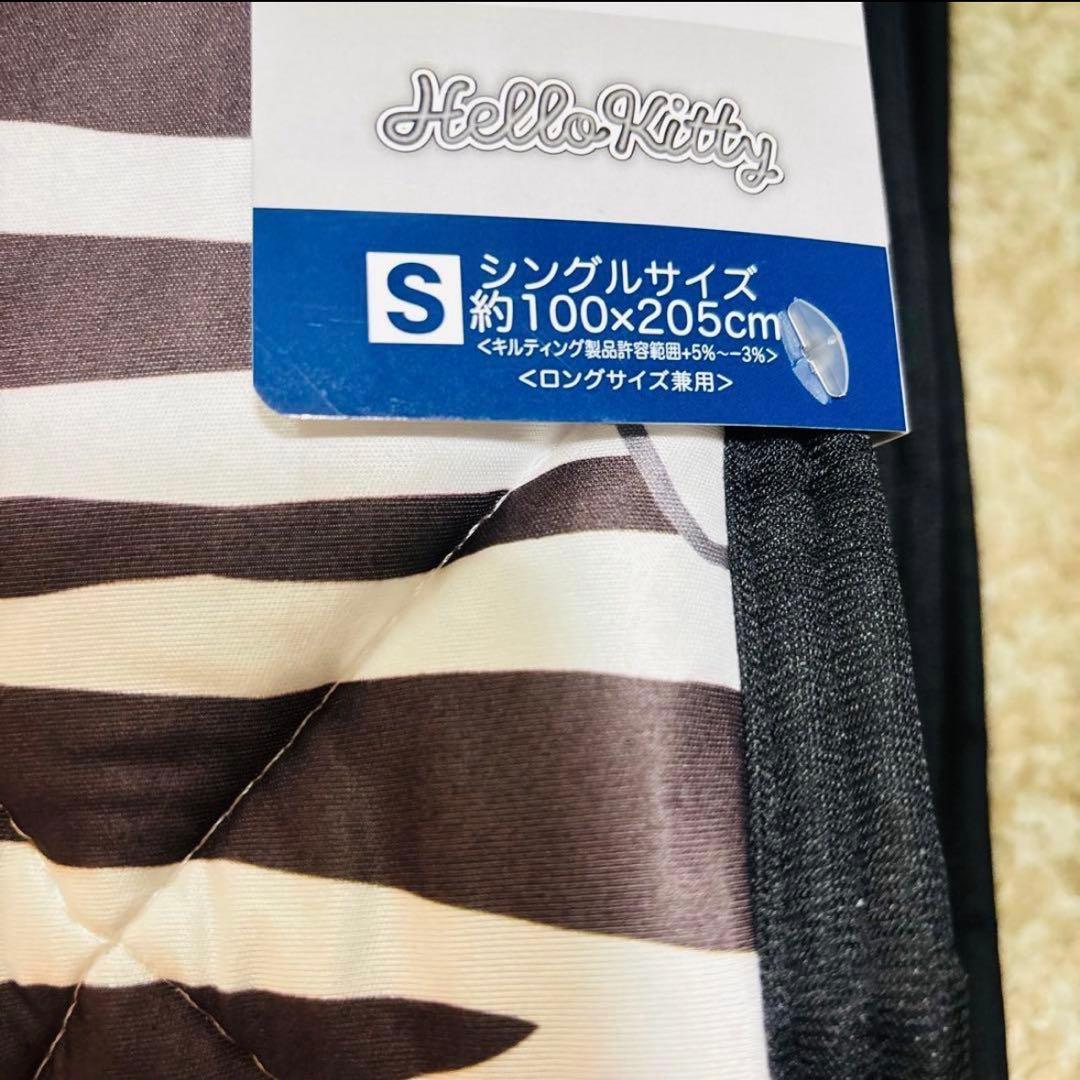 Hello Kitty
S シングルサイズ
約100×205cm
<キルティング製品許容範囲+5%～−3%>
<ロングサイズ兼用>